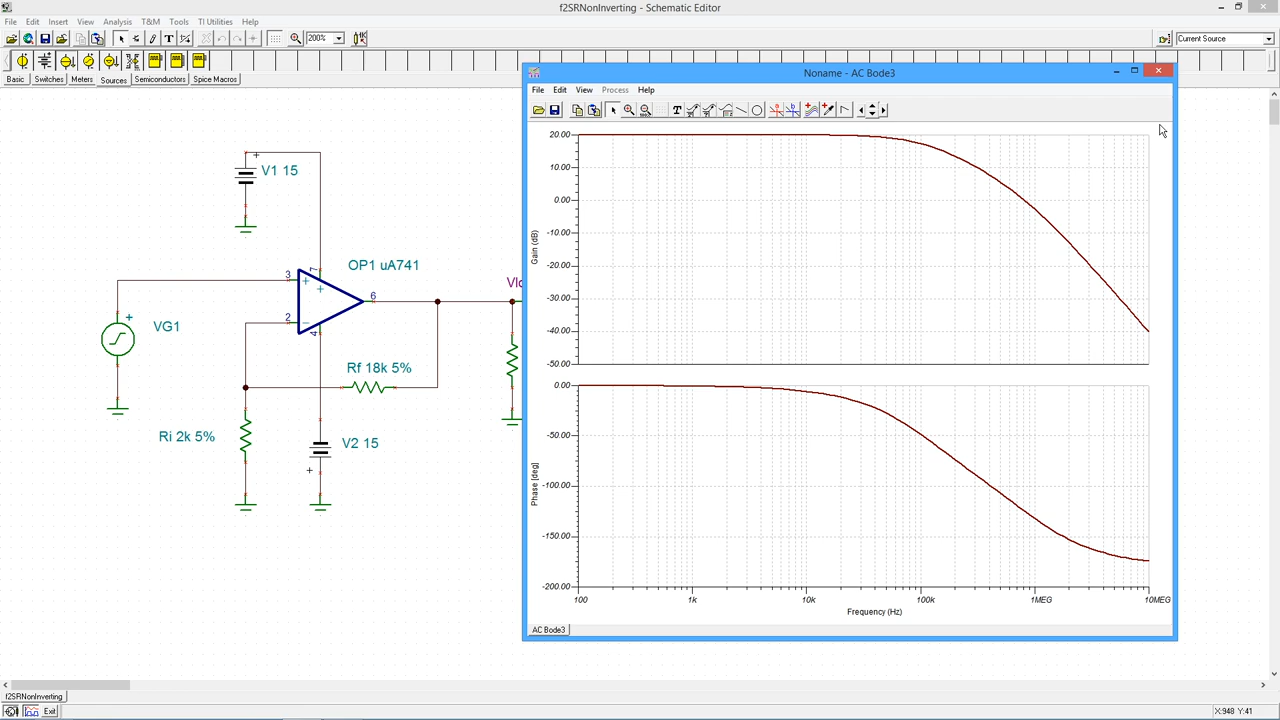 f2SRNonInverting - Schematic Editor
File Edit Insert View Analysis T&M Tools TI Utilities Help
200%
Current Source
Basic Switches Meters Sources Semiconductors Spice Macros
Noname - AC Bode3
File Edit View Process Help
V1 15
OP1 uA741
3
7
6
2
4
VG1
Rf 18k 5%
Ri 2k 5%
V2 15
20.00
10.00
0.00
-10.00
-20.00
-30.00
-40.00
-50.00
Gain (dB)
0.00
-50.00
-100.00
-150.00
-200.00
Phase [deg]
100 1k 10k 100k 1MEG 10MEG
Frequency (Hz)
AC Bode3
f2SRNonInverting
Exit
X:948 Y:41